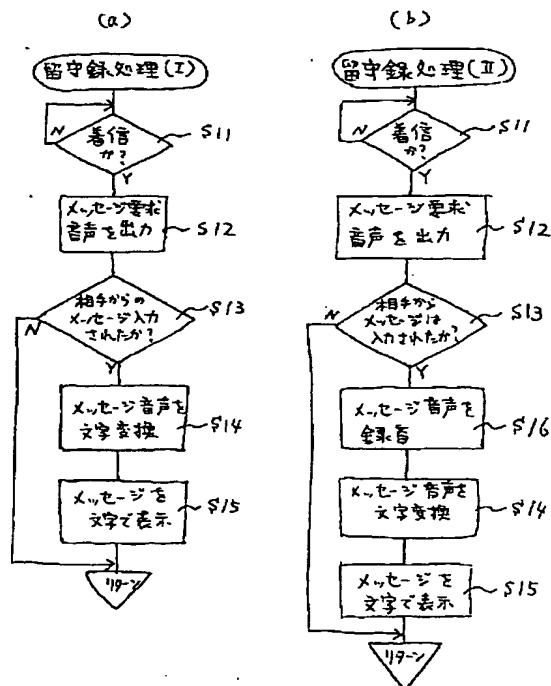 (a)
留守録処理(I)
着信
か?
N
Y
S11
メッセージ要求
音声を出力
S12
相手からの
メッセージ入力
されたか?
N
Y
S13
メッセージ音声を
文字変換
S14
メッセージを
文字で表示
S15
リターン
(b)
留守録処理(II)
着信
か?
N
Y
S11
メッセージ要求
音声を出力
S12
相手から
メッセージは
入力されたか?
N
Y
S13
メッセージ音声を
録音
S16
メッセージ音声を
文字変換
S14
メッセージを
文字で表示
S15
リターン